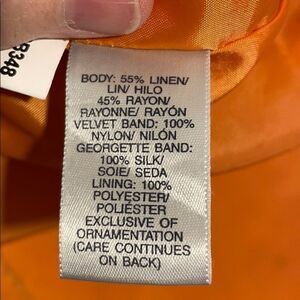 R348
BODY: 55% LINEN/
LIN/ HILO
45% RAYON/
RAYONNE/ RAYÓN
VELVET BAND: 100%
NYLON/ NILÓN
GEORGETTE BAND:
100% SILK/
SOIE/ SEDA
LINING: 100%
POLYESTER/
POLIÉSTER
EXCLUSIVE OF
ORNAMENTATION
(CARE CONTINUES
ON BACK)